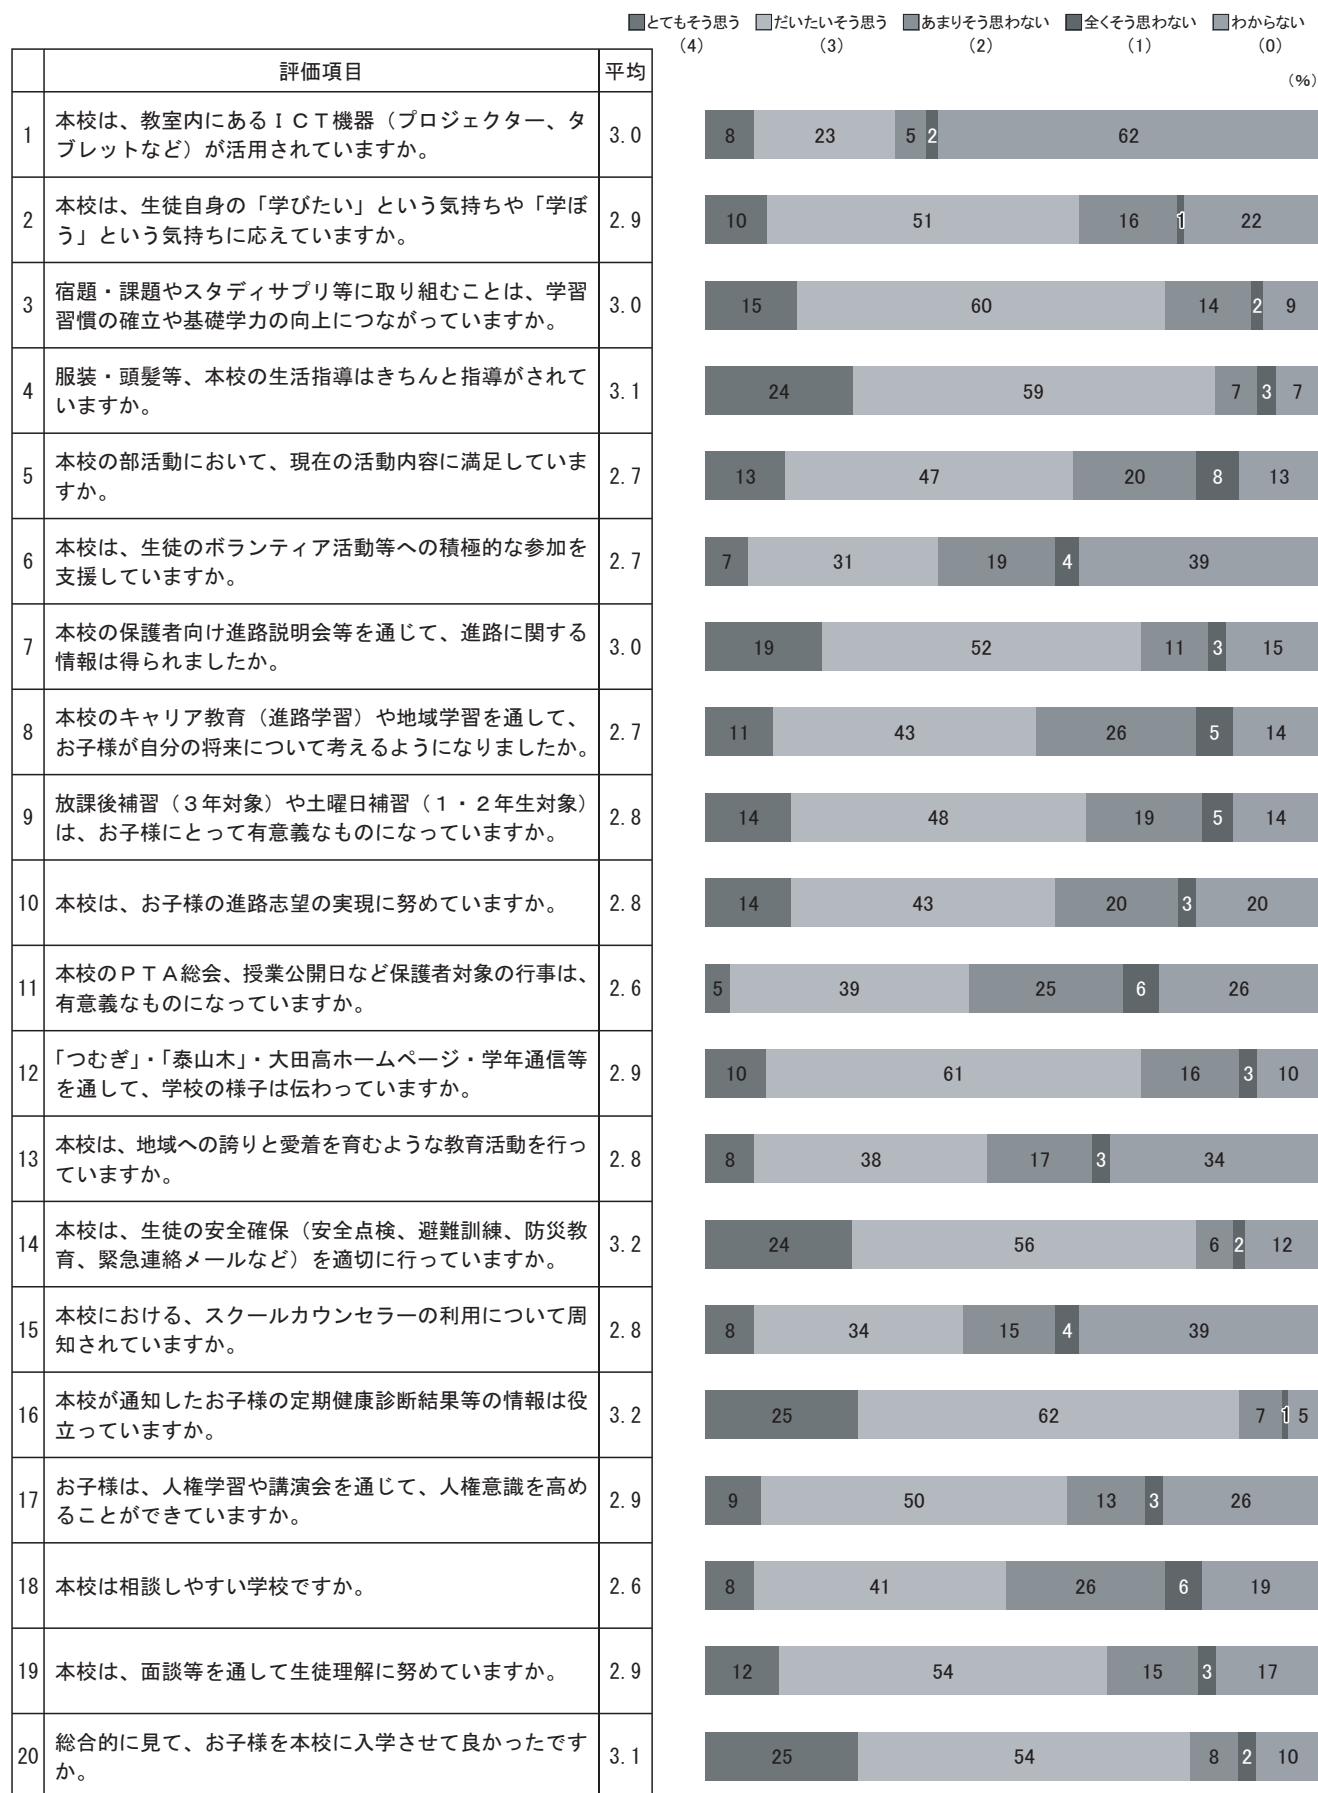 とてもそう思う だいたいそう思う あまりそう思わない 全くそう思わない わからない
(4) (3) (2) (1) (0)
評価項目 平均
(%)
1 本校は、教室内にあるＩＣＴ機器（プロジェクター、タ
ブレットなど）が活用されていますか。 3.0 8 23 5 2 62
2 本校は、生徒自身の「学びたい」という気持ちや「学ぼ
う」という気持ちに応えていますか。 2.9 10 51 16 1 22
3 宿題・課題やスタディサプリ等に取り組むことは、学習
習慣の確立や基礎学力の向上につながっていますか。 3.0 15 60 14 2 9
4 服装・頭髪等、本校の生活指導はきちんと指導がされて
いますか。 3.1 24 59 7 3 7
5 本校の部活動において、現在の活動内容に満足していま
すか。 2.7 13 47 20 8 13
6 本校は、生徒のボランティア活動等への積極的な参加を
支援していますか。 2.7 7 31 19 4 39
7 本校の保護者向け進路説明会等を通じて、進路に関する
情報は得られましたか。 3.0 19 52 11 3 15
8 本校のキャリア教育（進路学習）や地域学習を通して、
お子様が自分の将来について考えるようになりましたか。 2.7 11 43 26 5 14
9 放課後補習（３年対象）や土曜日補習（１・２年生対象）
は、お子様にとって有意義なものになっていますか。 2.8 14 48 19 5 14
10 本校は、お子様の進路志望の実現に努めていますか。 2.8 14 43 20 3 20
11 本校のＰＴＡ総会、授業公開日など保護者対象の行事は、
有意義なものになっていますか。 2.6 5 39 25 6 26
12 「つむぎ」・「泰山木」・大田高ホームページ・学年通信等
を通して、学校の様子は伝わっていますか。 2.9 10 61 16 3 10
13 本校は、地域への誇りと愛着を育むような教育活動を行っ
ていますか。 2.8 8 38 17 3 34
14 本校は、生徒の安全確保（安全点検、避難訓練、防災教
育、緊急連絡メールなど）を適切に行っていますか。 3.2 24 56 6 2 12
15 本校における、スクールカウンセラーの利用について周
知されていますか。 2.8 8 34 15 4 39
16 本校が通知したお子様の定期健康診断結果等の情報は役
立っていますか。 3.2 25 62 7 1 5
17 お子様は、人権学習や講演会を通じて、人権意識を高め
ることができていますか。 2.9 9 50 13 3 26
18 本校は相談しやすい学校ですか。 2.6 8 41 26 6 19
19 本校は、面談等を通して生徒理解に努めていますか。 2.9 12 54 15 3 17
20 総合的に見て、お子様を本校に入学させて良かったです
か。 3.1 25 54 8 2 10